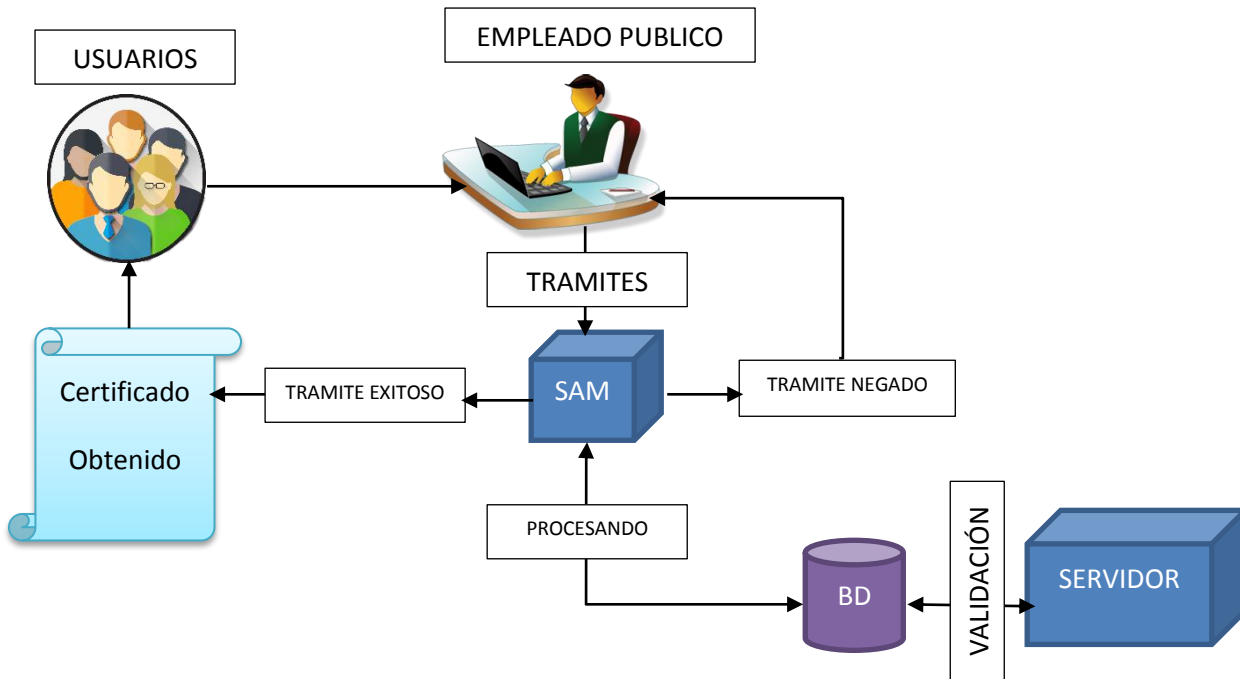 USUARIOS
EMPLEADO PUBLICO
TRAMITES
Certificado
Obtenido
TRAMITE EXITOSO
SAM
TRAMITE NEGADO
PROCESANDO
BD
VALIDACIÓN
SERVIDOR